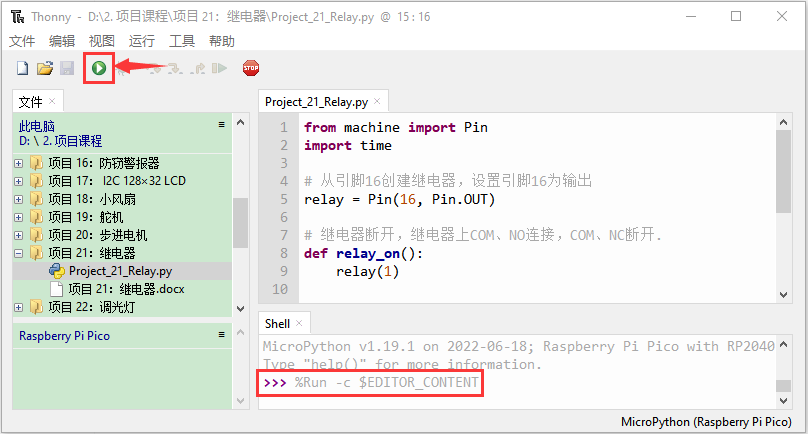 Thonny - D:\2. 项目课程\项目 21：继电器\Project_21_Relay.py @ 15 : 16
文件 编辑 视图 运行 工具 帮助
文件 ×
此电脑
D: \ 2. 项目课程
项目 16：防窃警报器
项目 17： I2C 128×32 LCD
项目 18：小风扇
项目 19：舵机
项目 20：步进电机
项目 21：继电器
Project_21_Relay.py
项目 21：继电器.docx
项目 22：调光灯
Raspberry Pi Pico
Project_21_Relay.py ×
1 from machine import Pin
2 import time
3
4 # 从引脚16创建继电器，设置引脚16为输出
5 relay = Pin(16, Pin.OUT)
6
7 # 继电器断开，继电器上COM、NO连接，COM、NC断开.
8 def relay_on():
9 relay(1)
10
Shell ×
MicroPython v1.19.1 on 2022-06-18; Raspberry Pi Pico with RP2040
Type "help()" for more information.
>>> %Run -c $EDITOR_CONTENT
MicroPython (Raspberry Pi Pico)
STOP